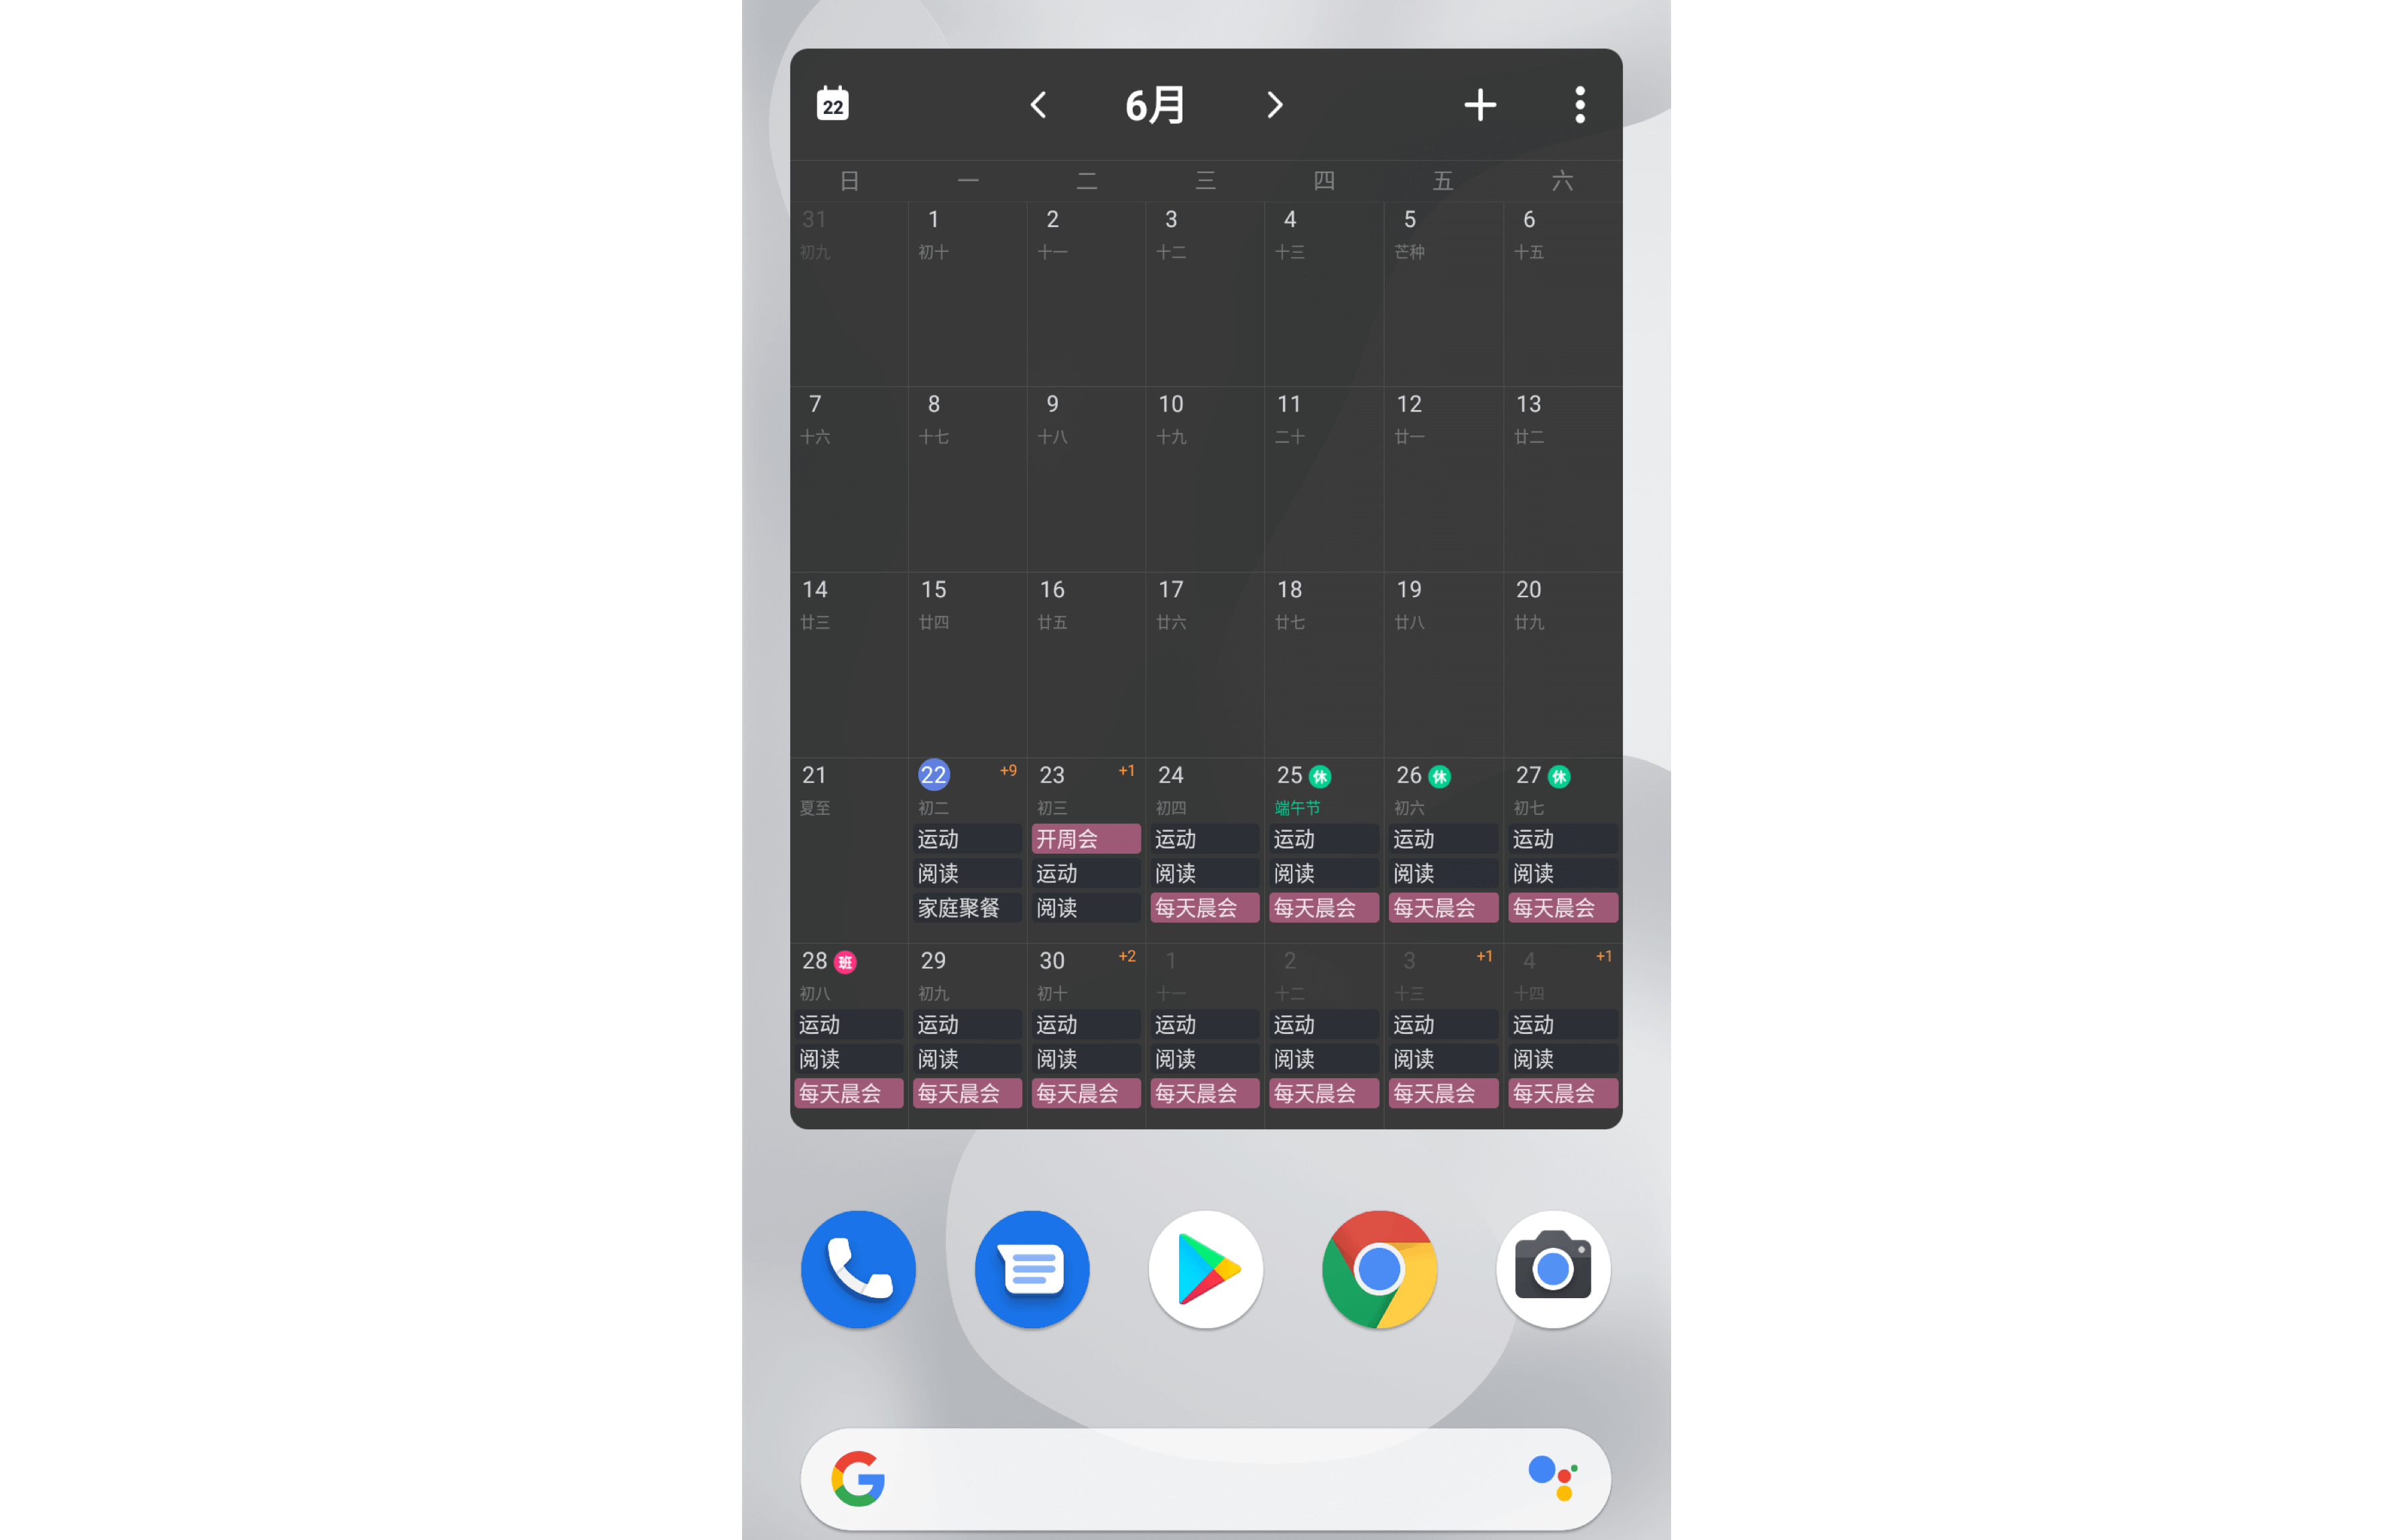 22 6月
日 一 二 三 四 五 六
31 1 2 3 4 5 6
初九 初十 十一 十二 十三 芒种 十五
7 8 9 10 11 12 13
十六 十七 十八 十九 二十 廿一 廿二
14 15 16 17 18 19 20
廿三 廿四 廿五 廿六 廿七 廿八 廿九
21 22 +9 23 +1 24 25 休 26 休 27 休
夏至 初二 初三 初四 端午节 初六 初七
运动 开周会 运动 运动 运动 运动
阅读 运动 阅读 阅读 阅读 阅读
家庭聚餐 阅读 每天晨会 每天晨会 每天晨会 每天晨会
28 班 29 30 +2 1 2 3 +1 4 +1
初八 初九 初十 十一 十二 十三 十四
运动 运动 运动 运动 运动 运动 运动
阅读 阅读 阅读 阅读 阅读 阅读 阅读
每天晨会 每天晨会 每天晨会 每天晨会 每天晨会 每天晨会 每天晨会